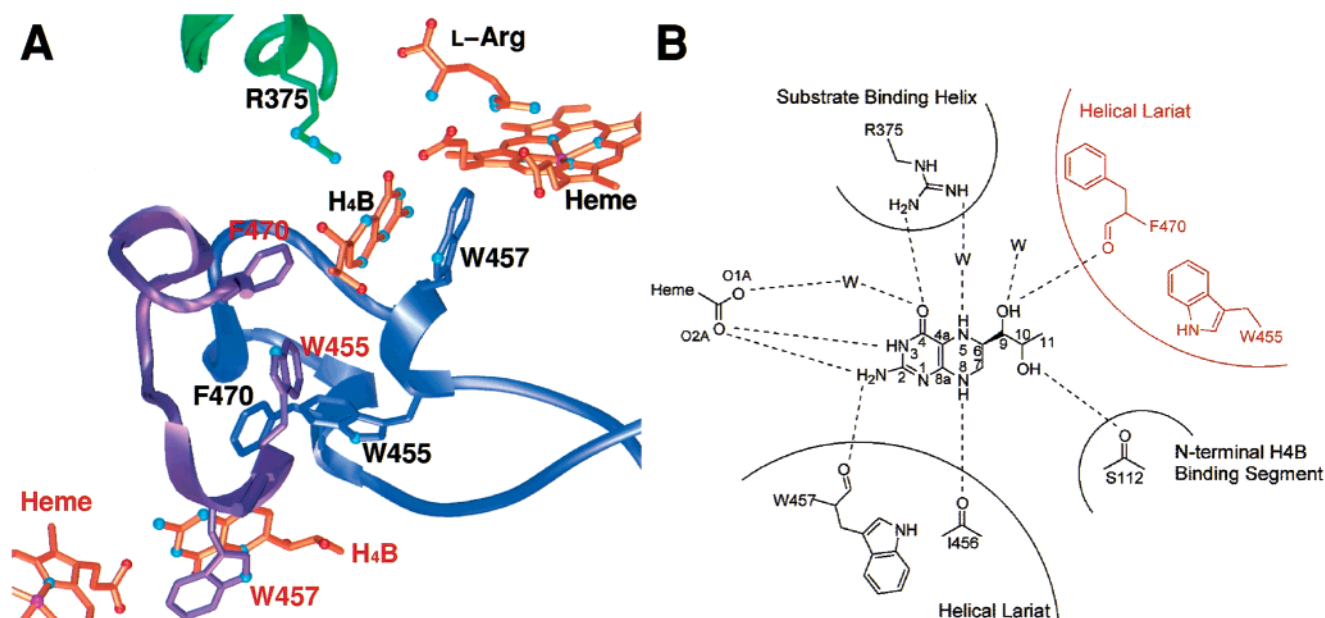 A
L–Arg
R375
H4B
Heme
F470
W457
W455
F470
W455
Heme
H4B
W457
B
Substrate Binding Helix
R375
NH
H2N
NH
Helical Lariat
F470
O
W455
NH
W
W
W
Heme
O1A
O
O
O2A
O
4
4a
H
N
5
OH
10
11
9
6
HN
3
7
8
OH
H2N
2
1
N
8a
N
H
O
W457
NH
O
I456
O
S112
N-terminal H4B
Binding Segment
Helical Lariat